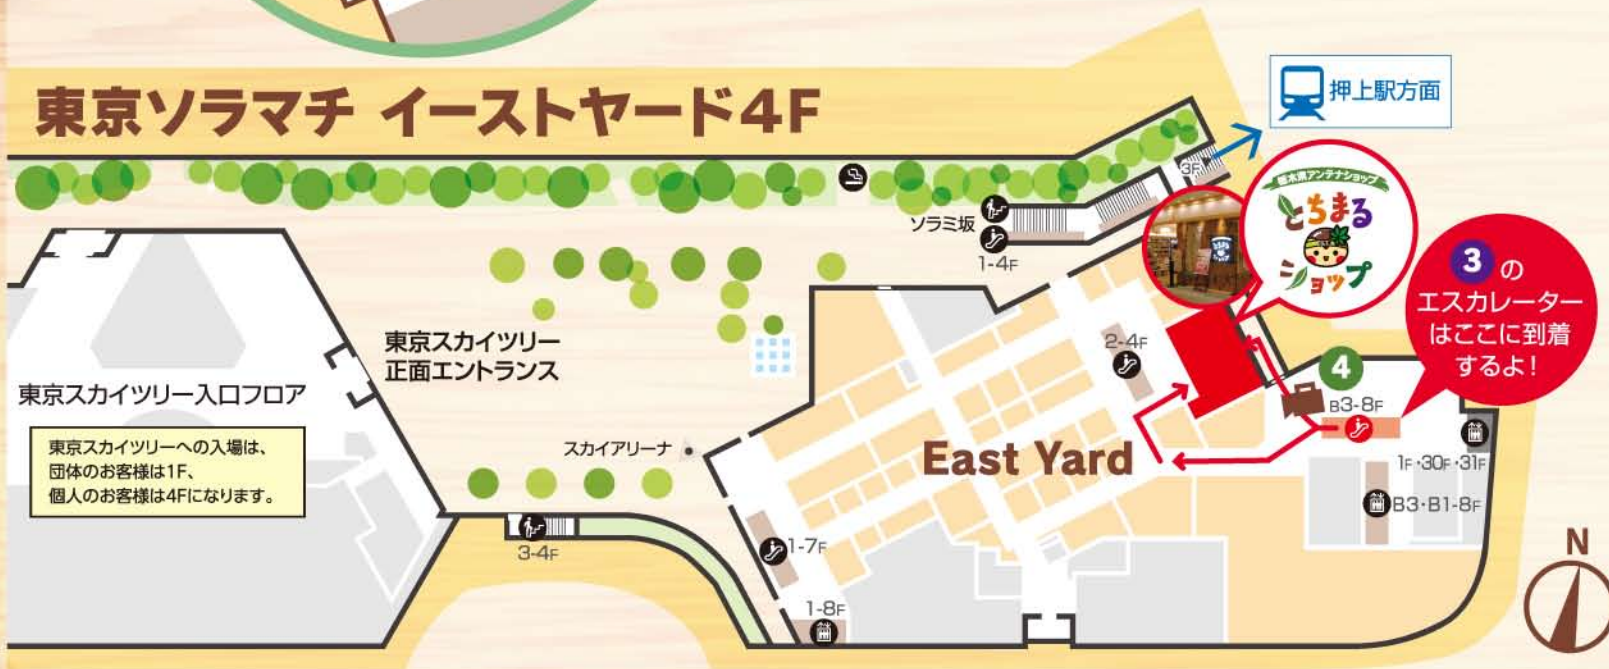 東京ソラマチ イーストヤード4F
押上駅方面
3F
栃木県アンテナショップ
とちまる
ショップ
ソラミ坂
1-4F
3の
エスカレーター
はここに到着
するよ!
東京スカイツリー
正面エントランス
2-4F
4
B3-8F
東京スカイツリー入口フロア
東京スカイツリーへの入場は、
団体のお客様は1F、
個人のお客様は4Fになります。
スカイアリーナ
East Yard
1F・30F・31F
B3・B1-8F
3-4F
1-7F
1-8F
N